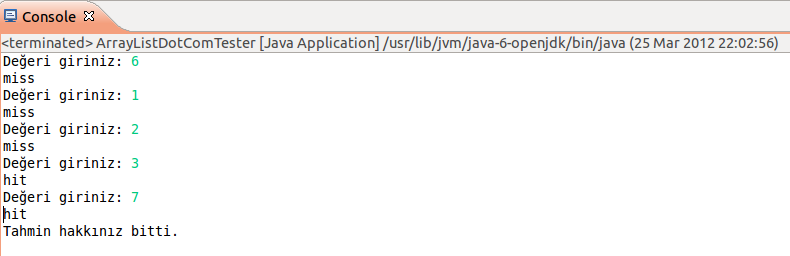 Console
<terminated> ArrayListDotComTester [Java Application] /usr/lib/jvm/java-6-openjdk/bin/java (25 Mar 2012 22:02:56)
Değeri giriniz: 6
miss
Değeri giriniz: 1
miss
Değeri giriniz: 2
miss
Değeri giriniz: 3
hit
Değeri giriniz: 7
hit
Tahmin hakkınız bitti.